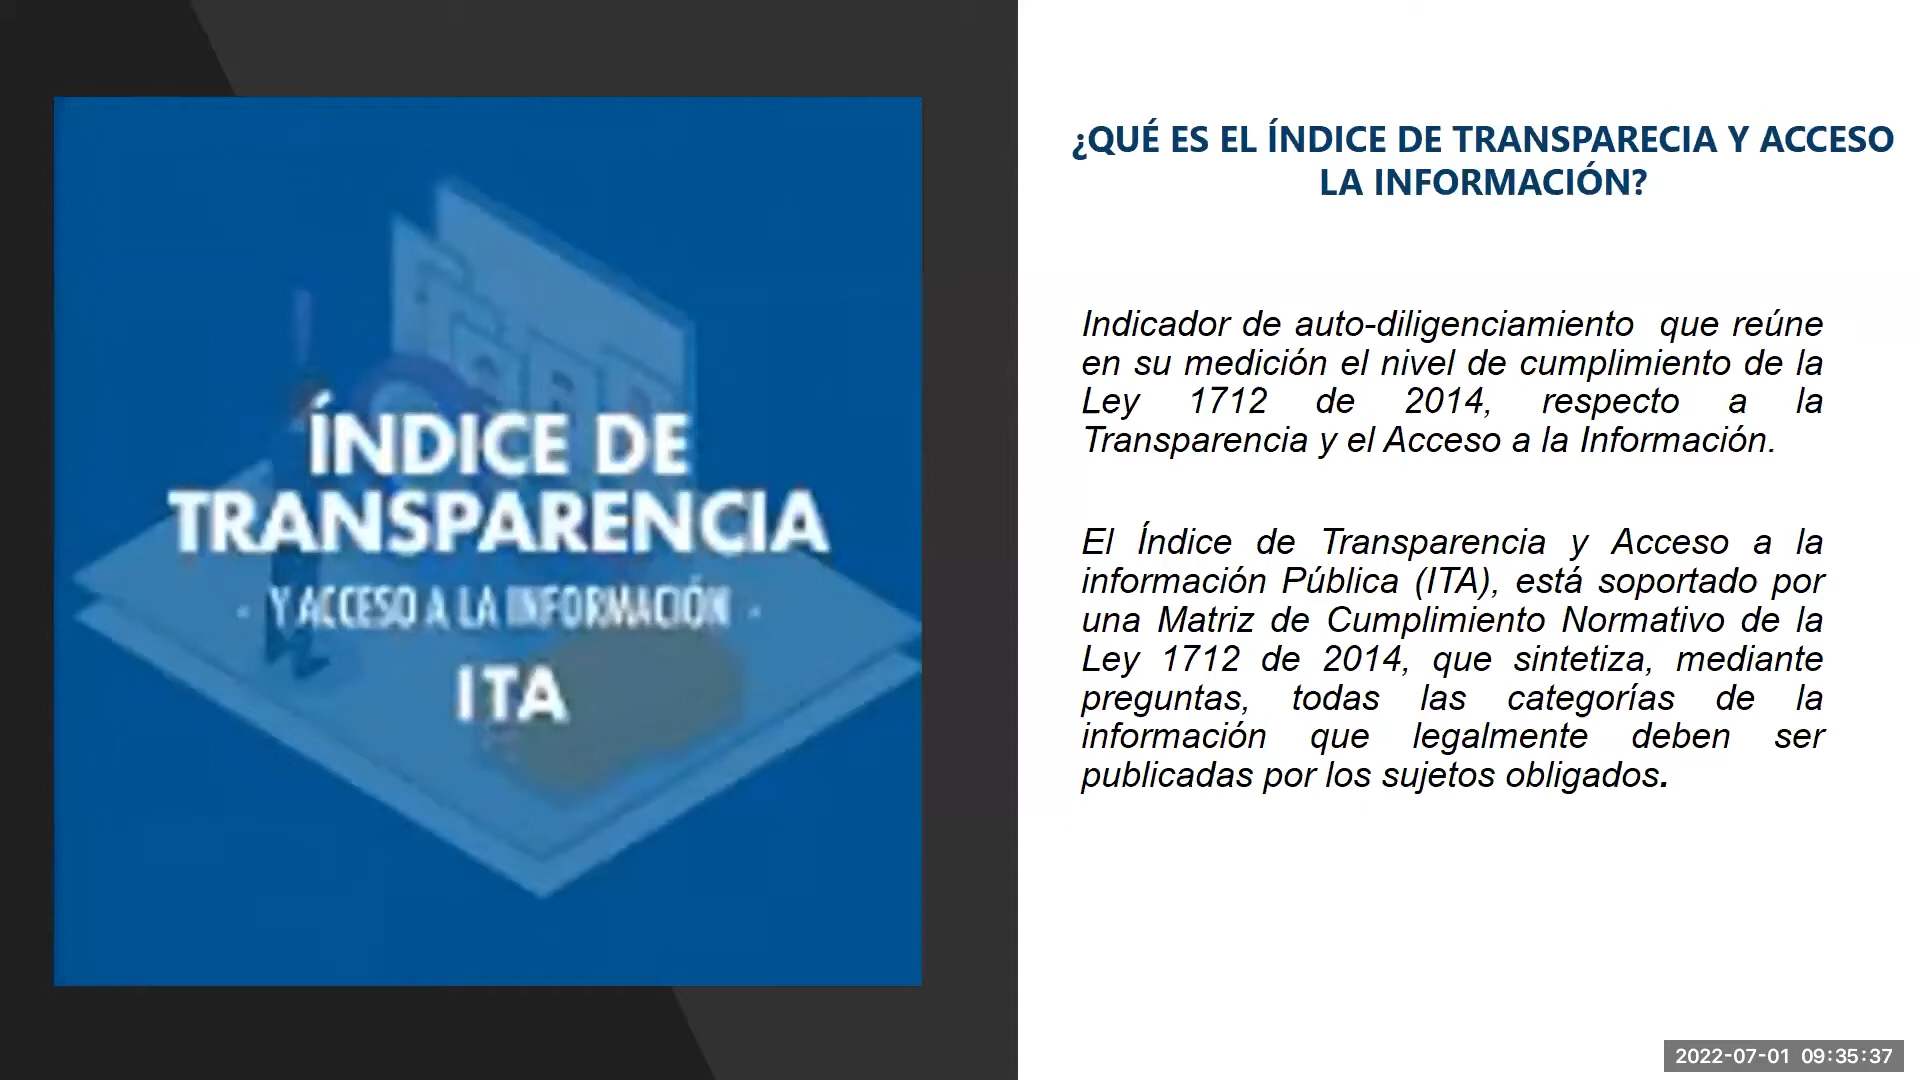 ÍNDICE DE
TRANSPARENCIA
- Y ACCESO A LA INFORMACIÓN -
ITA
¿QUÉ ES EL ÍNDICE DE TRANSPARECIA Y ACCESO
LA INFORMACIÓN?
Indicador de auto-diligenciamiento que reúne
en su medición el nivel de cumplimiento de la
Ley 1712 de 2014, respecto a la
Transparencia y el Acceso a la Información.
El Índice de Transparencia y Acceso a la
información Pública (ITA), está soportado por
una Matriz de Cumplimiento Normativo de la
Ley 1712 de 2014, que sintetiza, mediante
preguntas, todas las categorías de la
información que legalmente deben ser
publicadas por los sujetos obligados.
2022-07-01 09:35:37